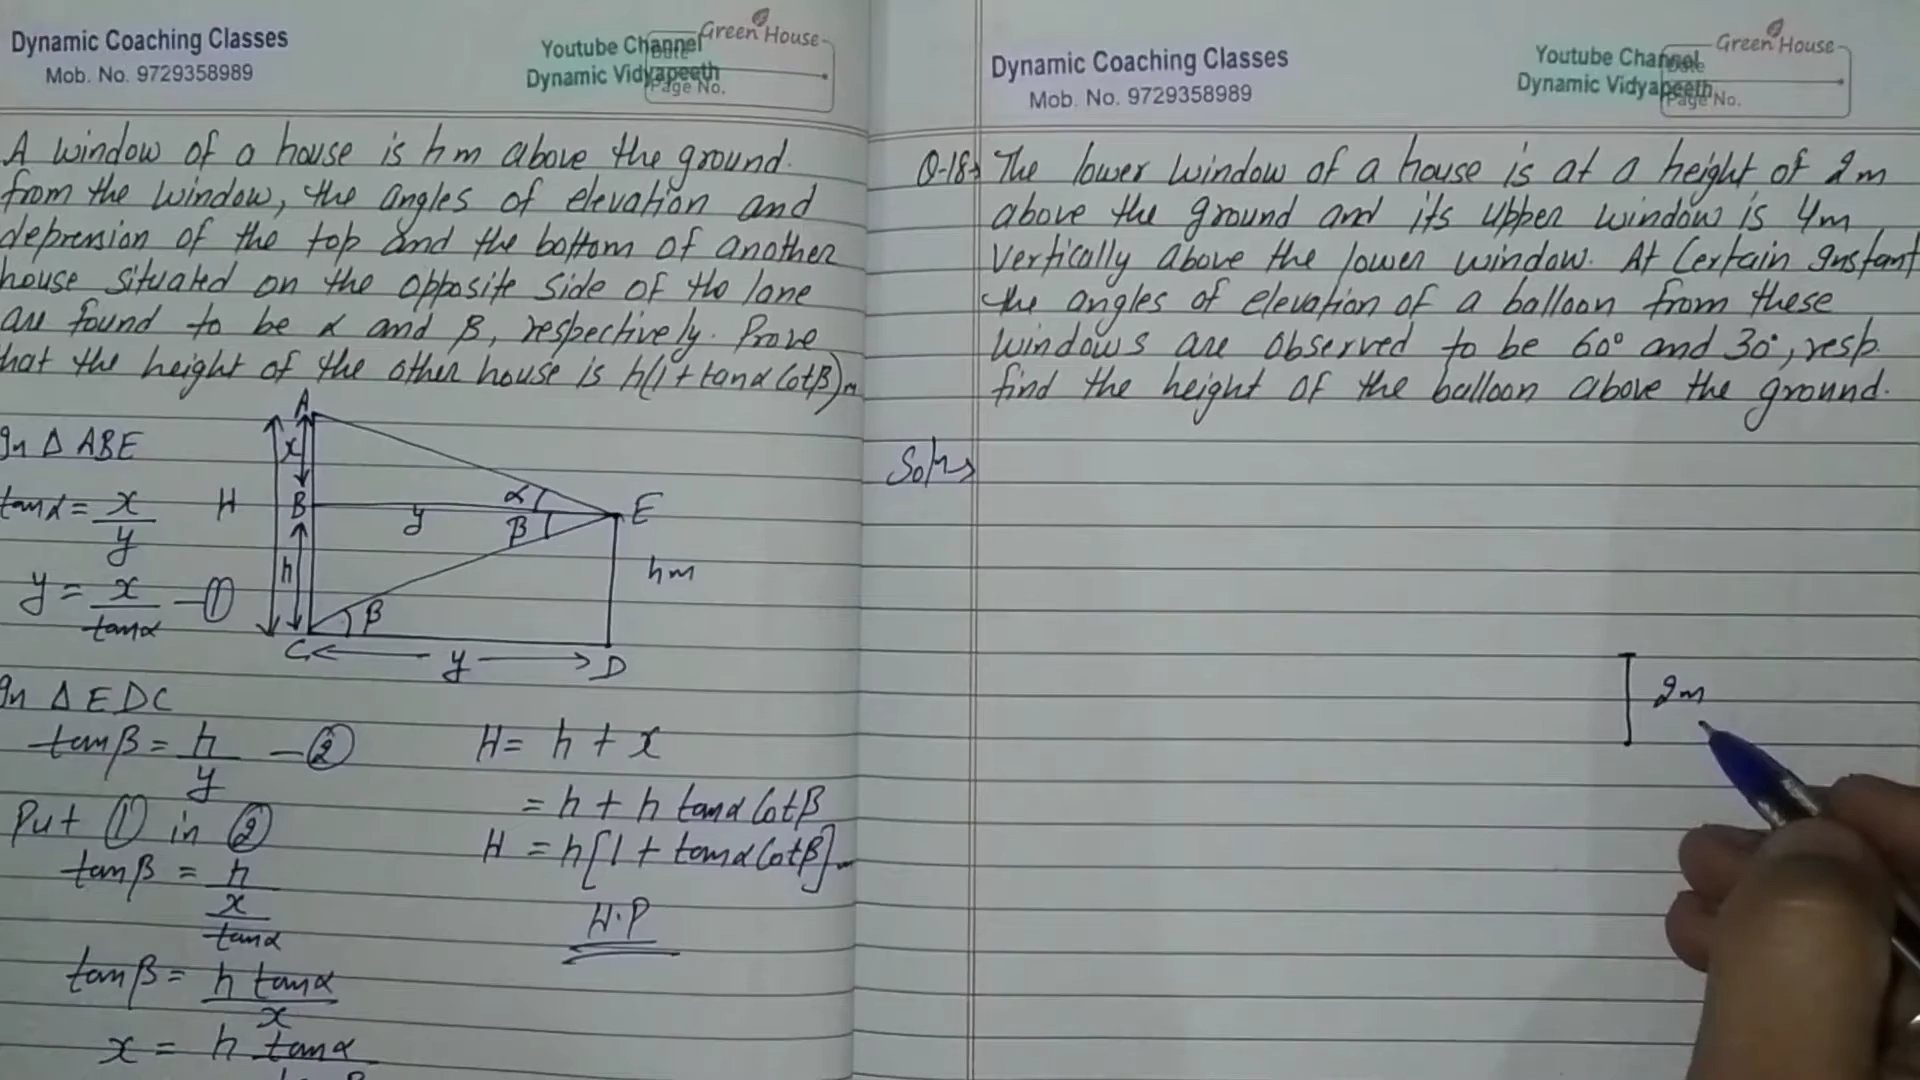 Dynamic Coaching Classes
Mob. No. 9729358989
Youtube Channel
Dynamic Vidyapeeth
Green House
Date
Page No.
A window of a house is hm above the ground.
from the window, the angles of elevation and
depression of the top and the bottom of another
house situated on the opposite side of the lane
are found to be α and β, respectively. Prove
hat the height of the other house is h(1+tanα Cotβ)m
In Δ ABE
tanα = x/y
y = x/tanα —①
A
x
H
B
y
α
β
E
h
hm
β
C
y
D
In Δ EDC
tanβ = h/y —②
Put ① in ②
tanβ = h/(x/tanα)
tanβ = h tanα/x
x = h tanα
H = h + x
= h + h tanα Cotβ
H = h[1 + tanα Cotβ]m
H.P
Dynamic Coaching Classes
Mob. No. 9729358989
Youtube Channel
Dynamic Vidyapeeth
Green House
Date
Page No.
Q-18→ The lower window of a house is at a height of 2m
above the ground and its upper window is 4m
vertically above the lower window. At Certain Instant
the angles of elevation of a balloon from these
windows are observed to be 60° and 30°, resp.
find the height of the balloon above the ground.
Soln→
2m